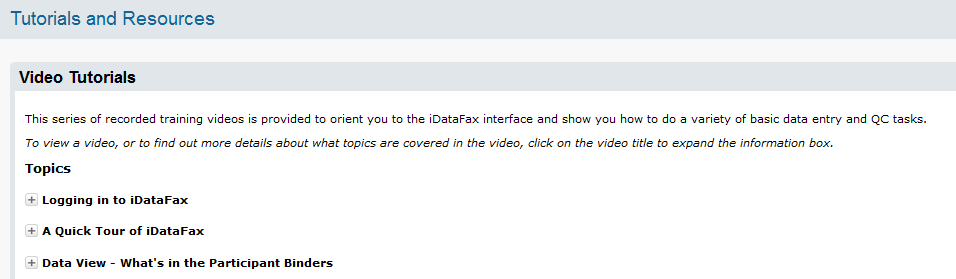 Tutorials and Resources
Video Tutorials
This series of recorded training videos is provided to orient you to the iDataFax interface and show you how to do a variety of basic data entry and QC tasks.
To view a video, or to find out more details about what topics are covered in the video, click on the video title to expand the information box.
Topics
Logging in to iDataFax
A Quick Tour of iDataFax
Data View - What's in the Participant Binders